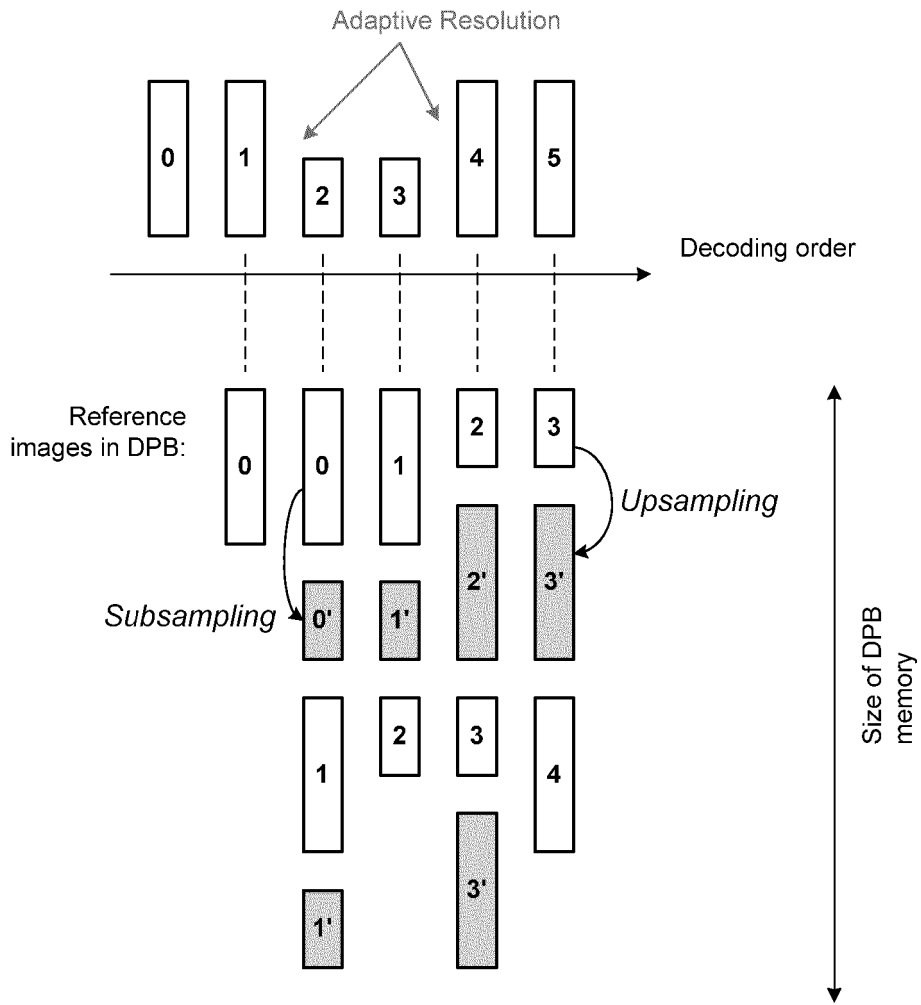 Adaptive Resolution
0
1
2
3
4
5
Decoding order
Reference
images in DPB:
0
0
1
2
3
Upsampling
Subsampling
0'
1'
2'
3'
Size of DPB
memory
1
2
3
4
1'
3'